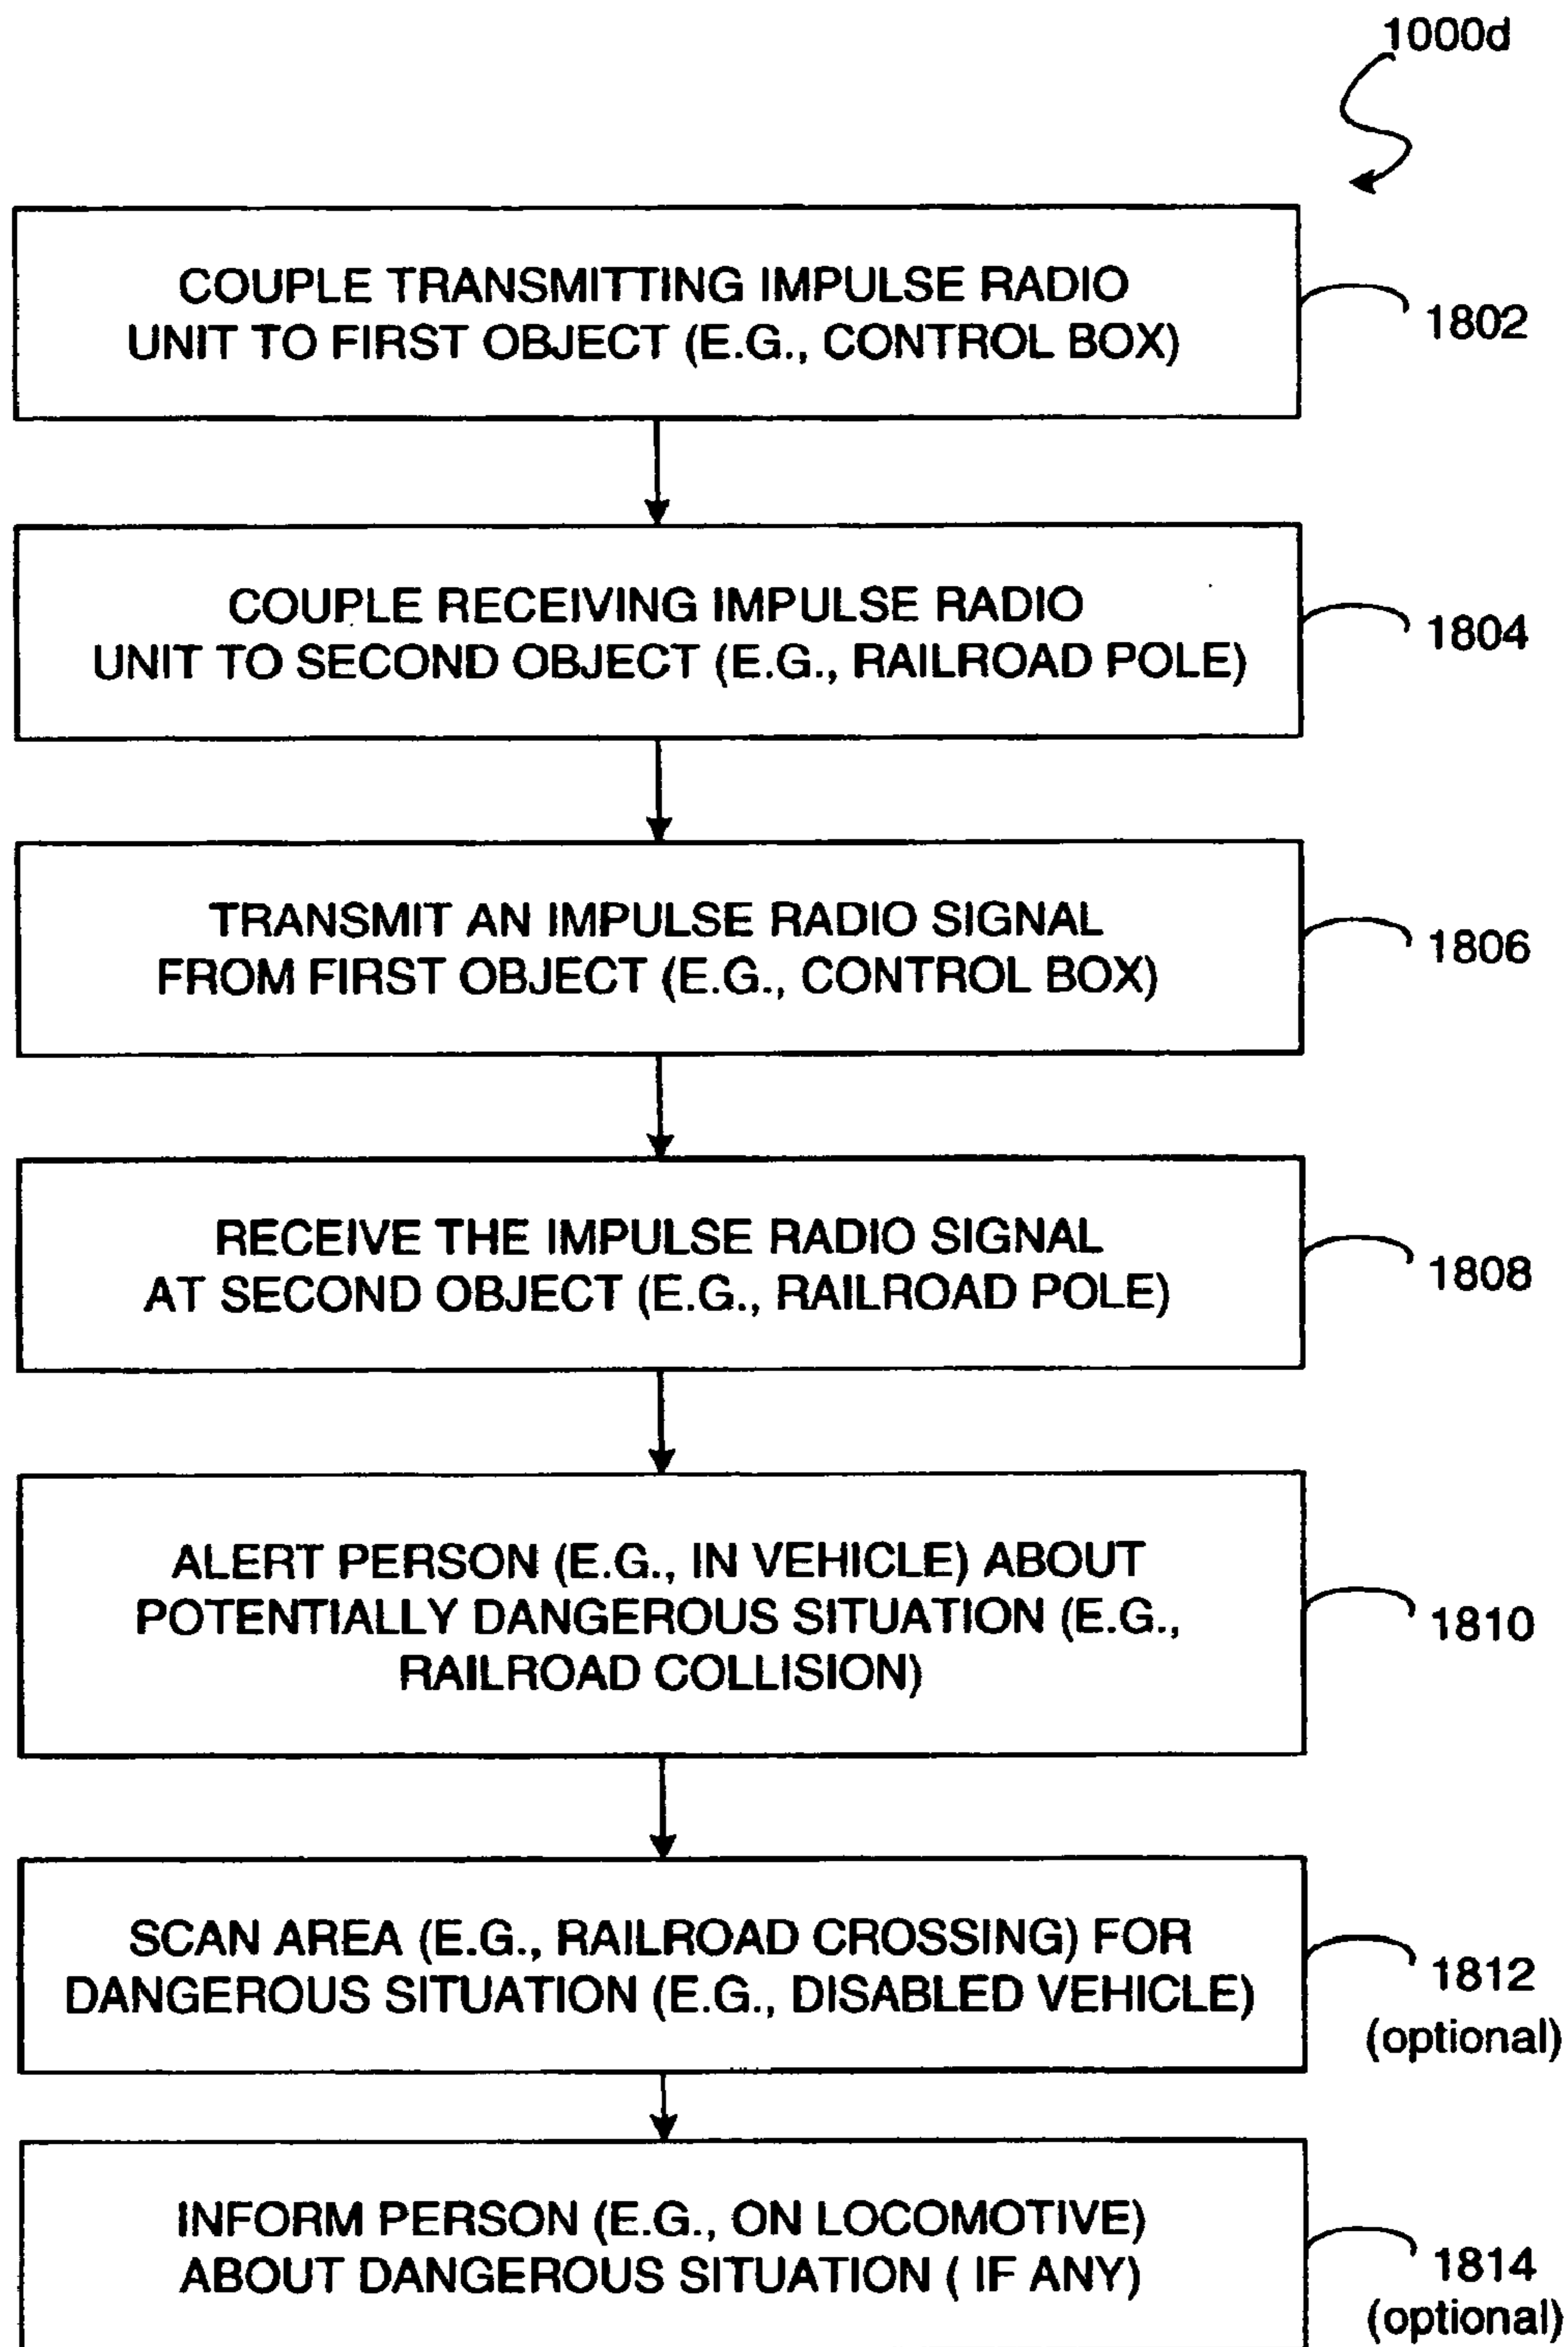 1000d
COUPLE TRANSMITTING IMPULSE RADIO
UNIT TO FIRST OBJECT (E.G., CONTROL BOX)
1802
COUPLE RECEIVING IMPULSE RADIO
UNIT TO SECOND OBJECT (E.G., RAILROAD POLE)
1804
TRANSMIT AN IMPULSE RADIO SIGNAL
FROM FIRST OBJECT (E.G., CONTROL BOX)
1806
RECEIVE THE IMPULSE RADIO SIGNAL
AT SECOND OBJECT (E.G., RAILROAD POLE)
1808
ALERT PERSON (E.G., IN VEHICLE) ABOUT
POTENTIALLY DANGEROUS SITUATION (E.G.,
RAILROAD COLLISION)
1810
SCAN AREA (E.G., RAILROAD CROSSING) FOR
DANGEROUS SITUATION (E.G., DISABLED VEHICLE)
1812
(optional)
INFORM PERSON (E.G., ON LOCOMOTIVE)
ABOUT DANGEROUS SITUATION ( IF ANY)
1814
(optional)